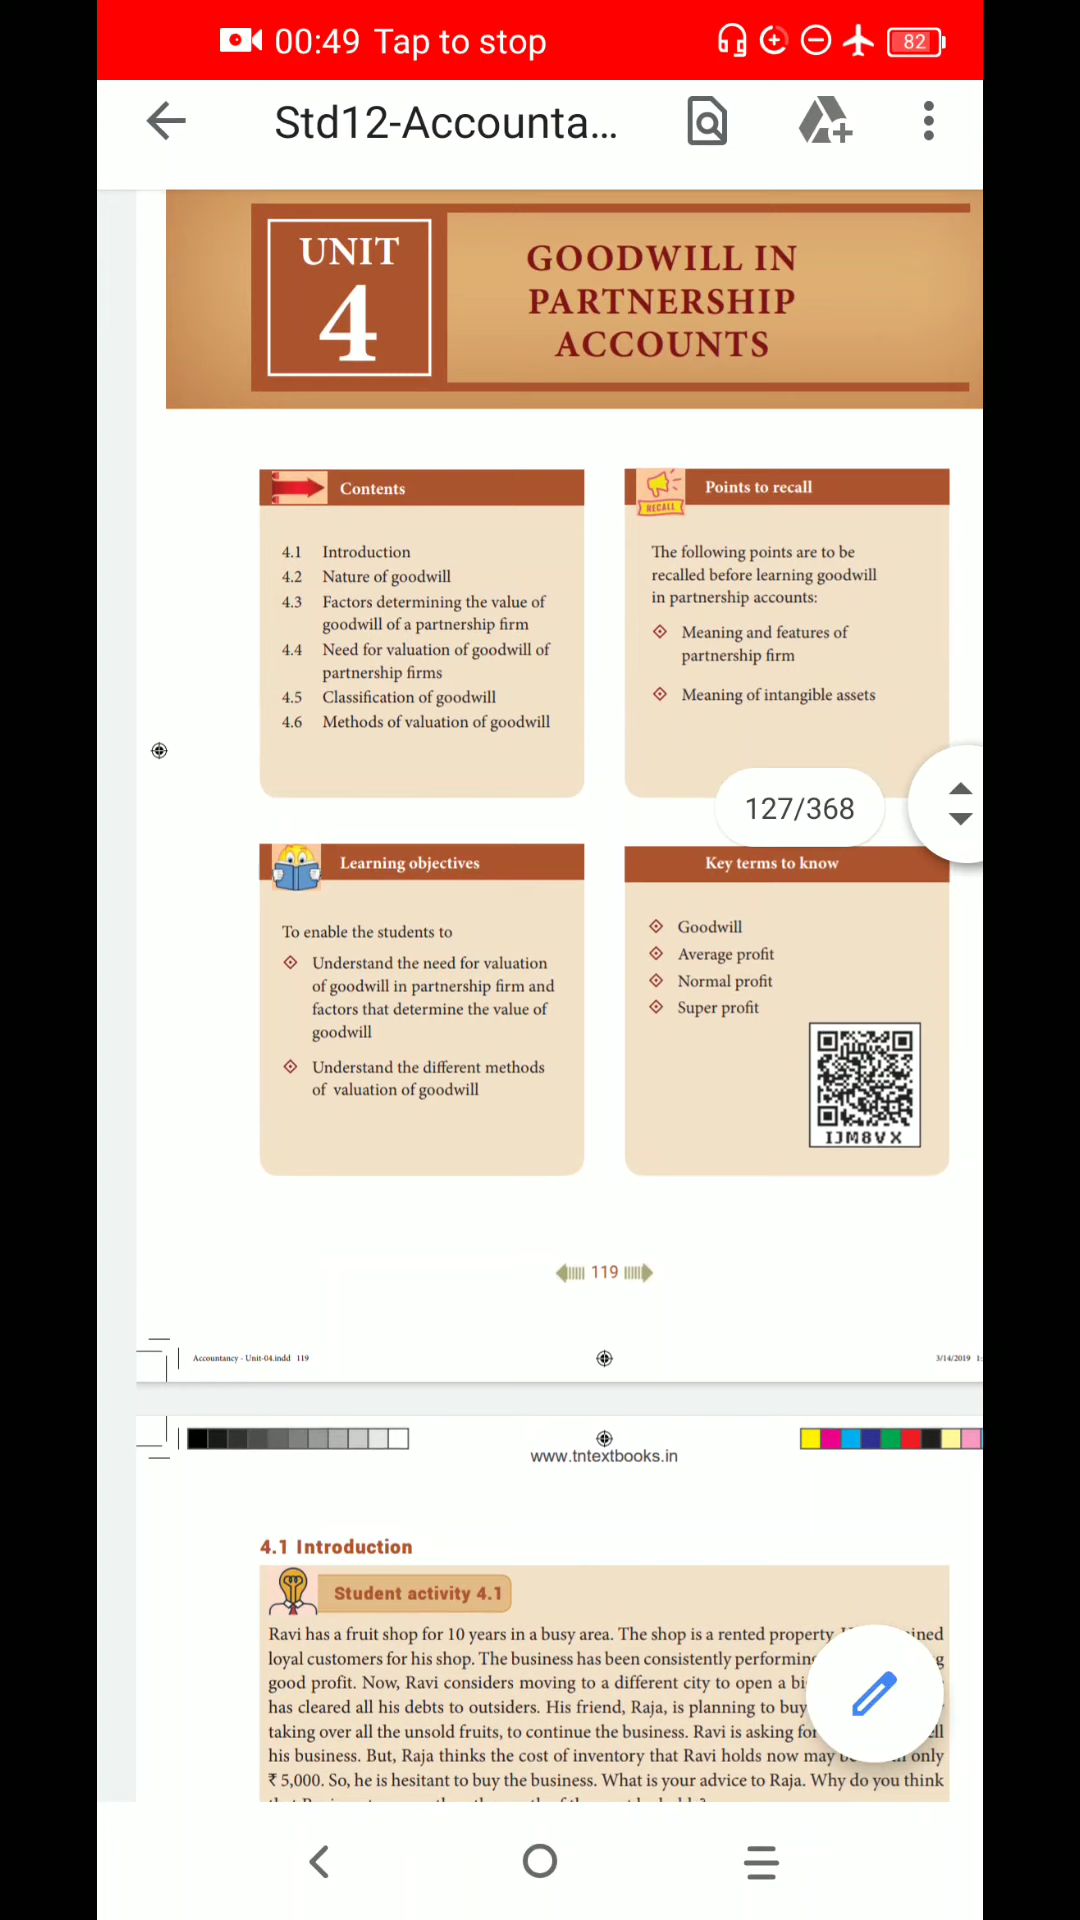 00:49 Tap to stop
82
Std12-Accounta...
UNIT
4
GOODWILL IN
PARTNERSHIP
ACCOUNTS
Contents
4.1 Introduction
4.2 Nature of goodwill
4.3 Factors determining the value of
goodwill of a partnership firm
4.4 Need for valuation of goodwill of
partnership firms
4.5 Classification of goodwill
4.6 Methods of valuation of goodwill
RECALL
Points to recall
The following points are to be
recalled before learning goodwill
in partnership accounts:
Meaning and features of
partnership firm
Meaning of intangible assets
127/368
Learning objectives
To enable the students to
Understand the need for valuation
of goodwill in partnership firm and
factors that determine the value of
goodwill
Understand the different methods
of valuation of goodwill
Key terms to know
Goodwill
Average profit
Normal profit
Super profit
IJM8VX
119
Accountancy - Unit-04.indd 119
3/14/2019
www.tntextbooks.in
4.1 Introduction
Student activity 4.1
Ravi has a fruit shop for 10 years in a busy area. The shop is a rented property.
loyal customers for his shop. The business has been consistently
good profit. Now, Ravi considers moving to a different city to open a
has cleared all his debts to outsiders. His friend, Raja, is planning to buy
taking over all the unsold fruits, to continue the business. Ravi is asking
his business. But, Raja thinks the cost of inventory that Ravi holds now may only
₹ 5,000. So, he is hesitant to buy the business. What is your advice to Raja. Why do you think